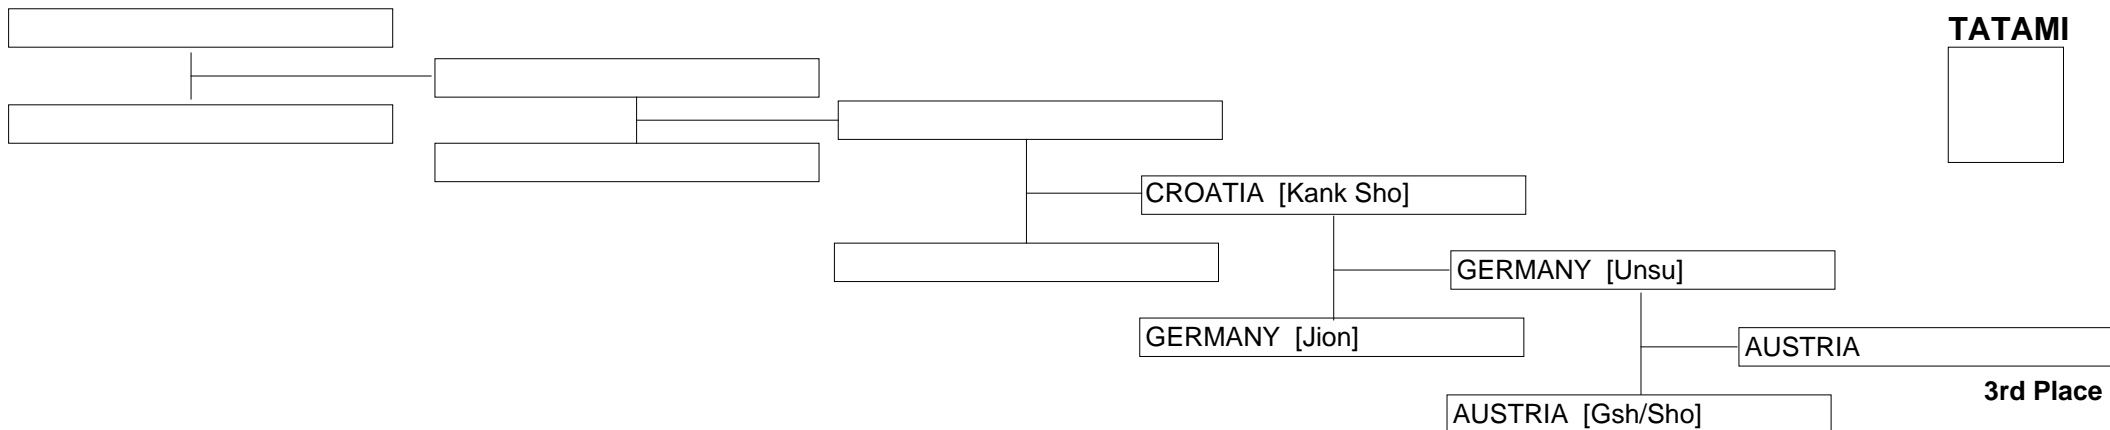 TATAMI
CROATIA [Kank Sho]
GERMANY [Unsu]
GERMANY [Jion]
AUSTRIA
3rd Place
AUSTRIA [Gsh/Sho]